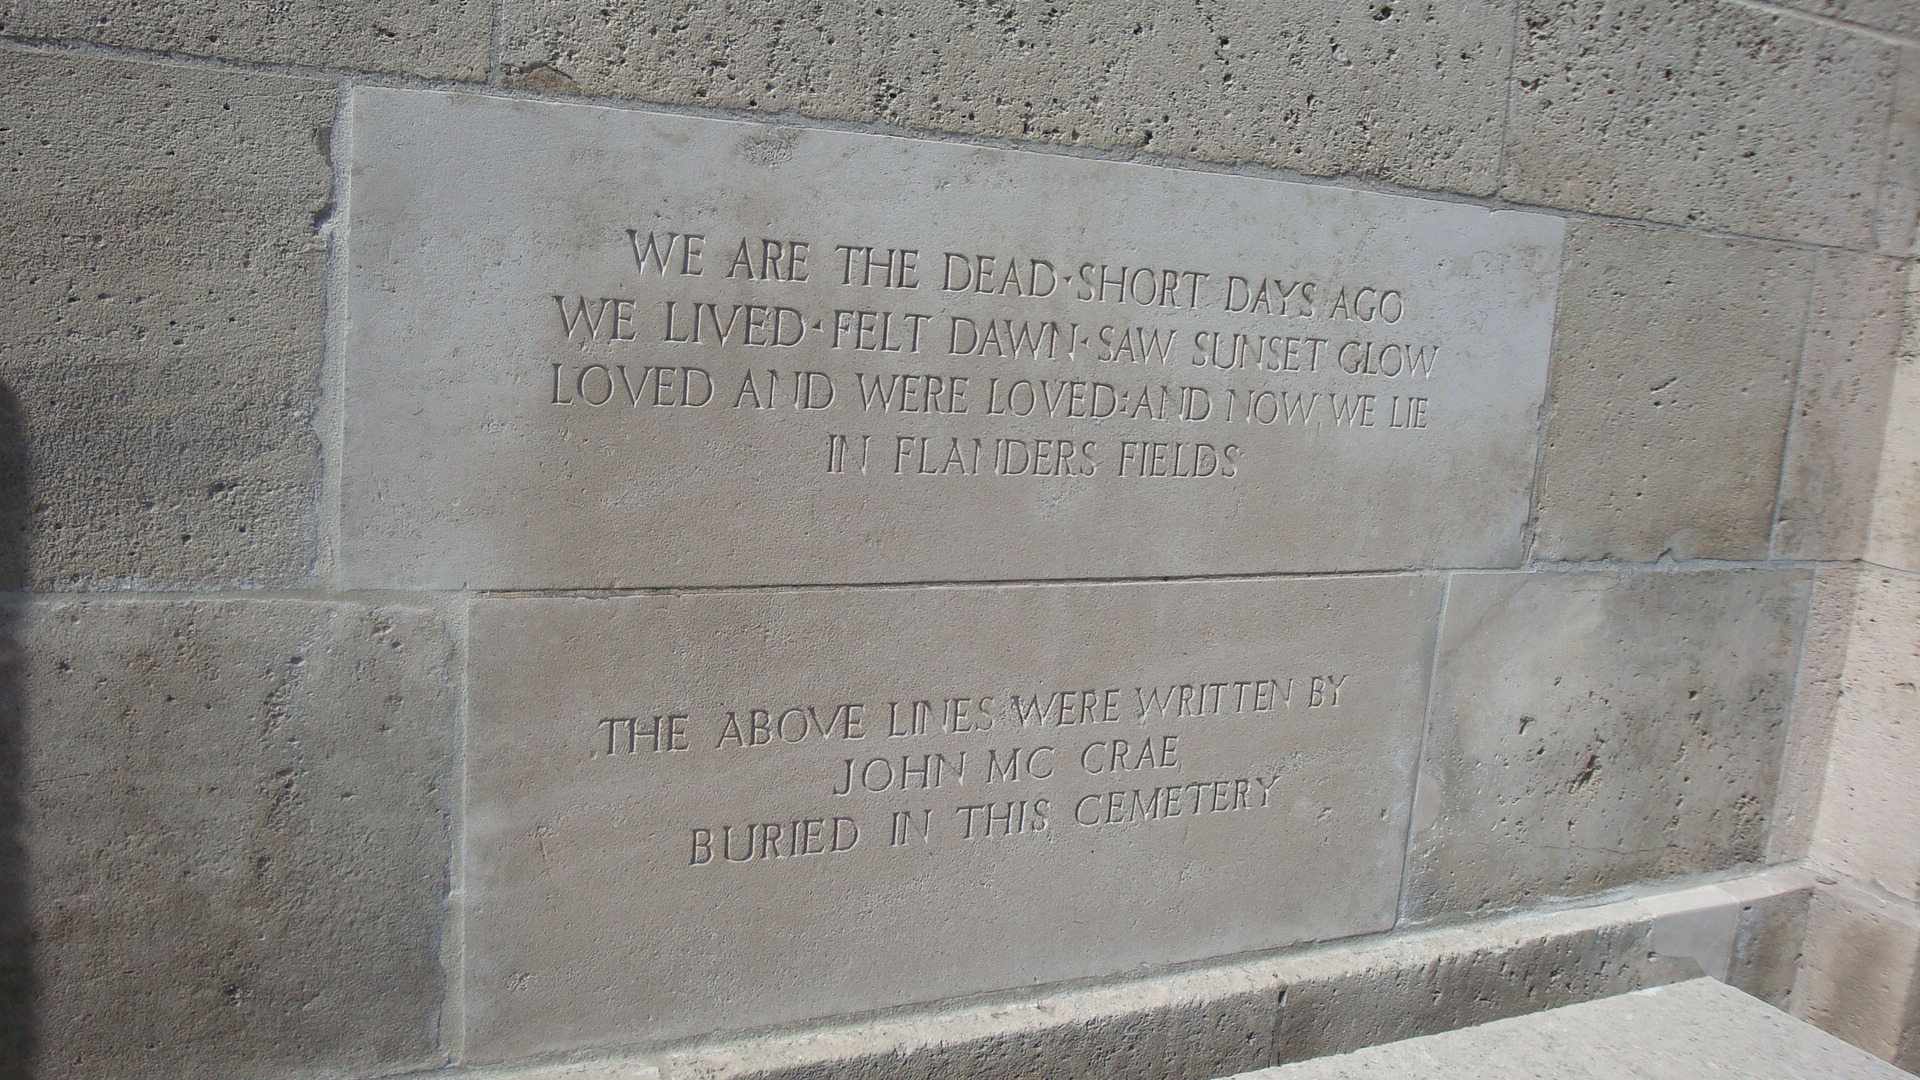 WE ARE THE DEAD·SHORT DAYS AGO
WE LIVED·FELT DAWN·SAW SUNSET GLOW
LOVED AND WERE LOVED:AND NOW WE LIE
IN FLANDERS FIELDS
THE ABOVE LINES WERE WRITTEN BY
JOHN MC CRAE
BURIED IN THIS CEMETERY